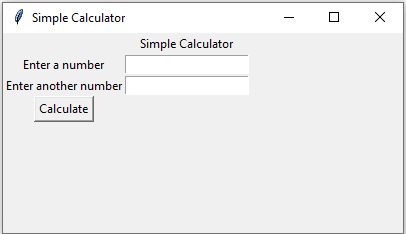 Simple Calculator
Simple Calculator
Enter a number
Enter another number
Calculate